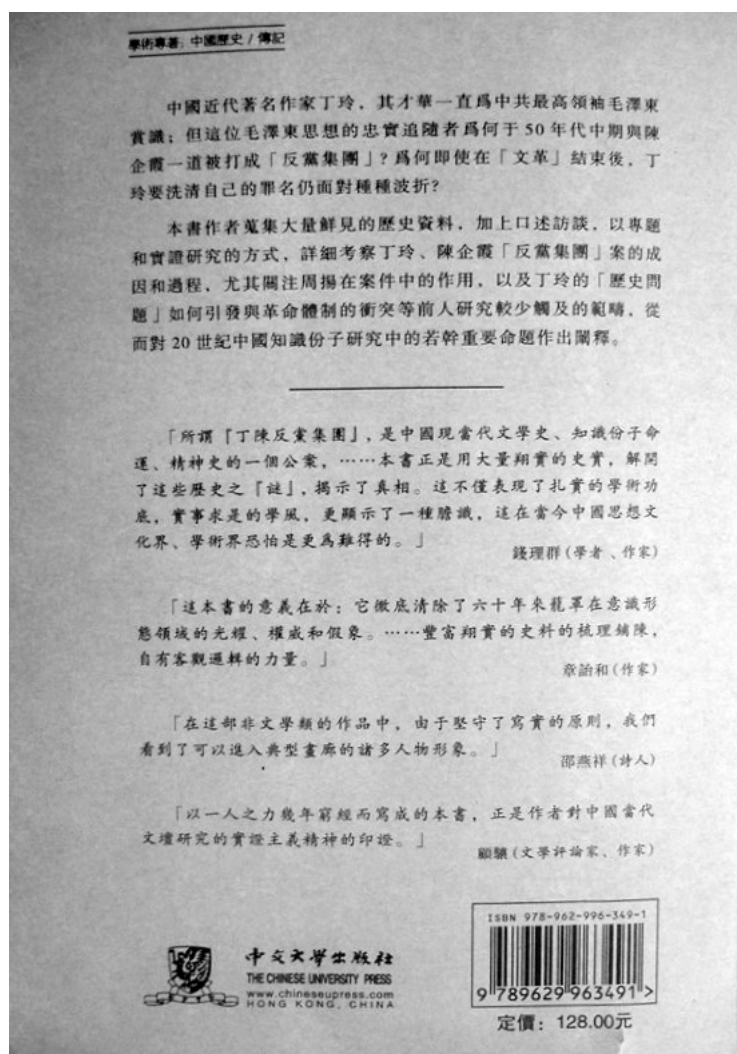 學術專著：中國歷史 / 傳記
中國近代著名作家丁玲，其才華一直爲中共最高領袖毛澤東
賞識；但這位毛澤東思想的忠實追隨者爲何于 50 年代中期與陳
企霞一道被打成「反黨集團」？爲何即使在「文革」結束後，丁
玲要洗清自己的罪名仍面對種種波折？
本書作者蒐集大量鮮見的歷史資料，加上口述訪談，以專題
和實證研究的方式，詳細考察丁玲、陳企霞「反黨集團」案的成
因和過程，尤其關注周揚在案件中的作用，以及丁玲的「歷史問
題」如何引發與革命體制的衝突等前人研究較少觸及的範疇，從
而對 20 世紀中國知識份子研究中的若幹重要命題作出闡釋。
「所謂『丁陳反黨集團』，是中國現當代文學史、知識份子命
運、精神史的一個公案，……本書正是用大量翔實的史實，解開
了這些歷史之『謎』，揭示了真相。這不僅表現了扎實的學術功
底，實事求是的學風，更顯示了一種膽識，這在當今中國思想文
化界、學術界恐怕是更爲難得的。」
錢理群（學者、作家）
「這本書的意義在於：它徹底清除了六十年來籠罩在意識形
態領域的光耀、權威和假象。……豐富翔實的史料的梳理鋪陳，
自有客觀邏輯的力量。」
章詒和（作家）
「在這部非文學類的作品中，由于堅守了寫實的原則，我們
看到了可以進入典型畫廊的諸多人物形象。」
邵燕祥（詩人）
「以一人之力幾年窮經而寫成的本書，正是作者對中國當代
文壇研究的實證主義精神的印證。」
顧驤（文學評論家、作家）
ISBN 978-962-996-349-1
9 789629 963491 >
中文大學出版社
THE CHINESE UNIVERSITY PRESS
www.chineseupress.com
HONG KONG, CHINA
定價：128.00元